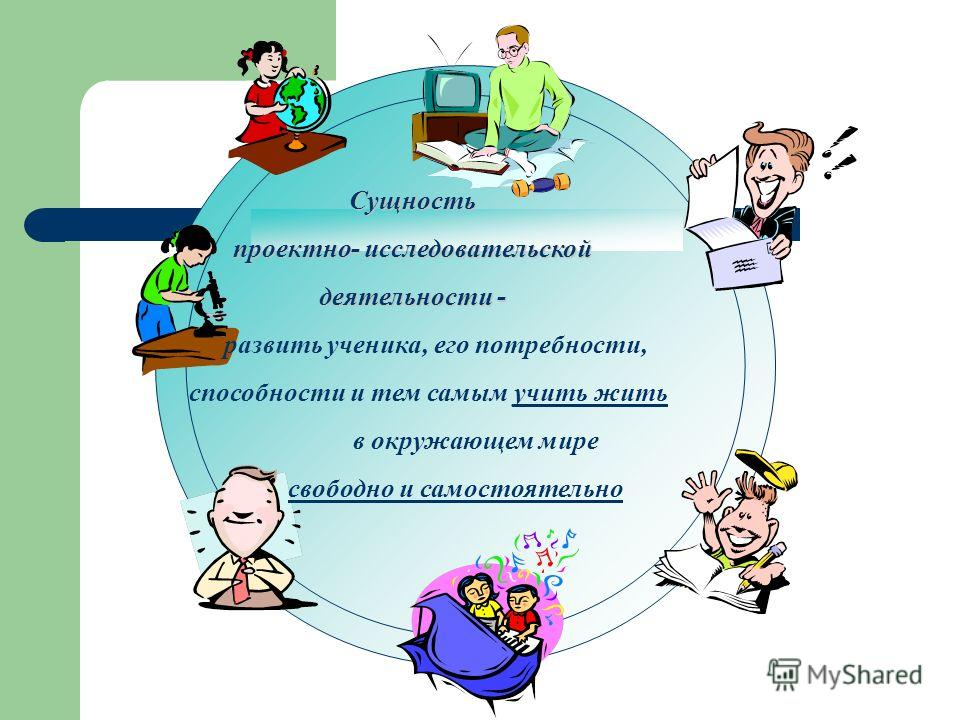 Сущность
проектно- исследовательской
деятельности -
развить ученика, его потребности,
способности и тем самым учить жить
в окружающем мире
свободно и самостоятельно
MyShared